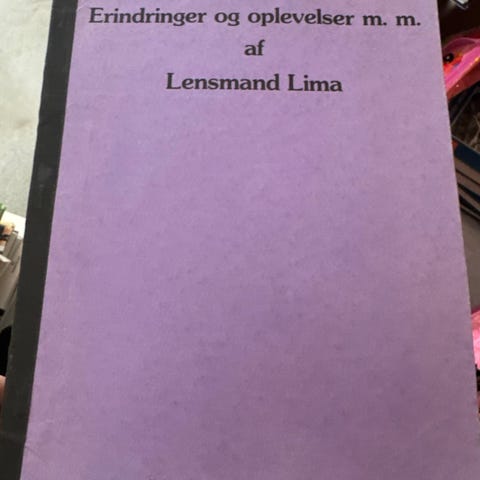 Erindringer og oplevelser m. m.
af
Lensmand Lima